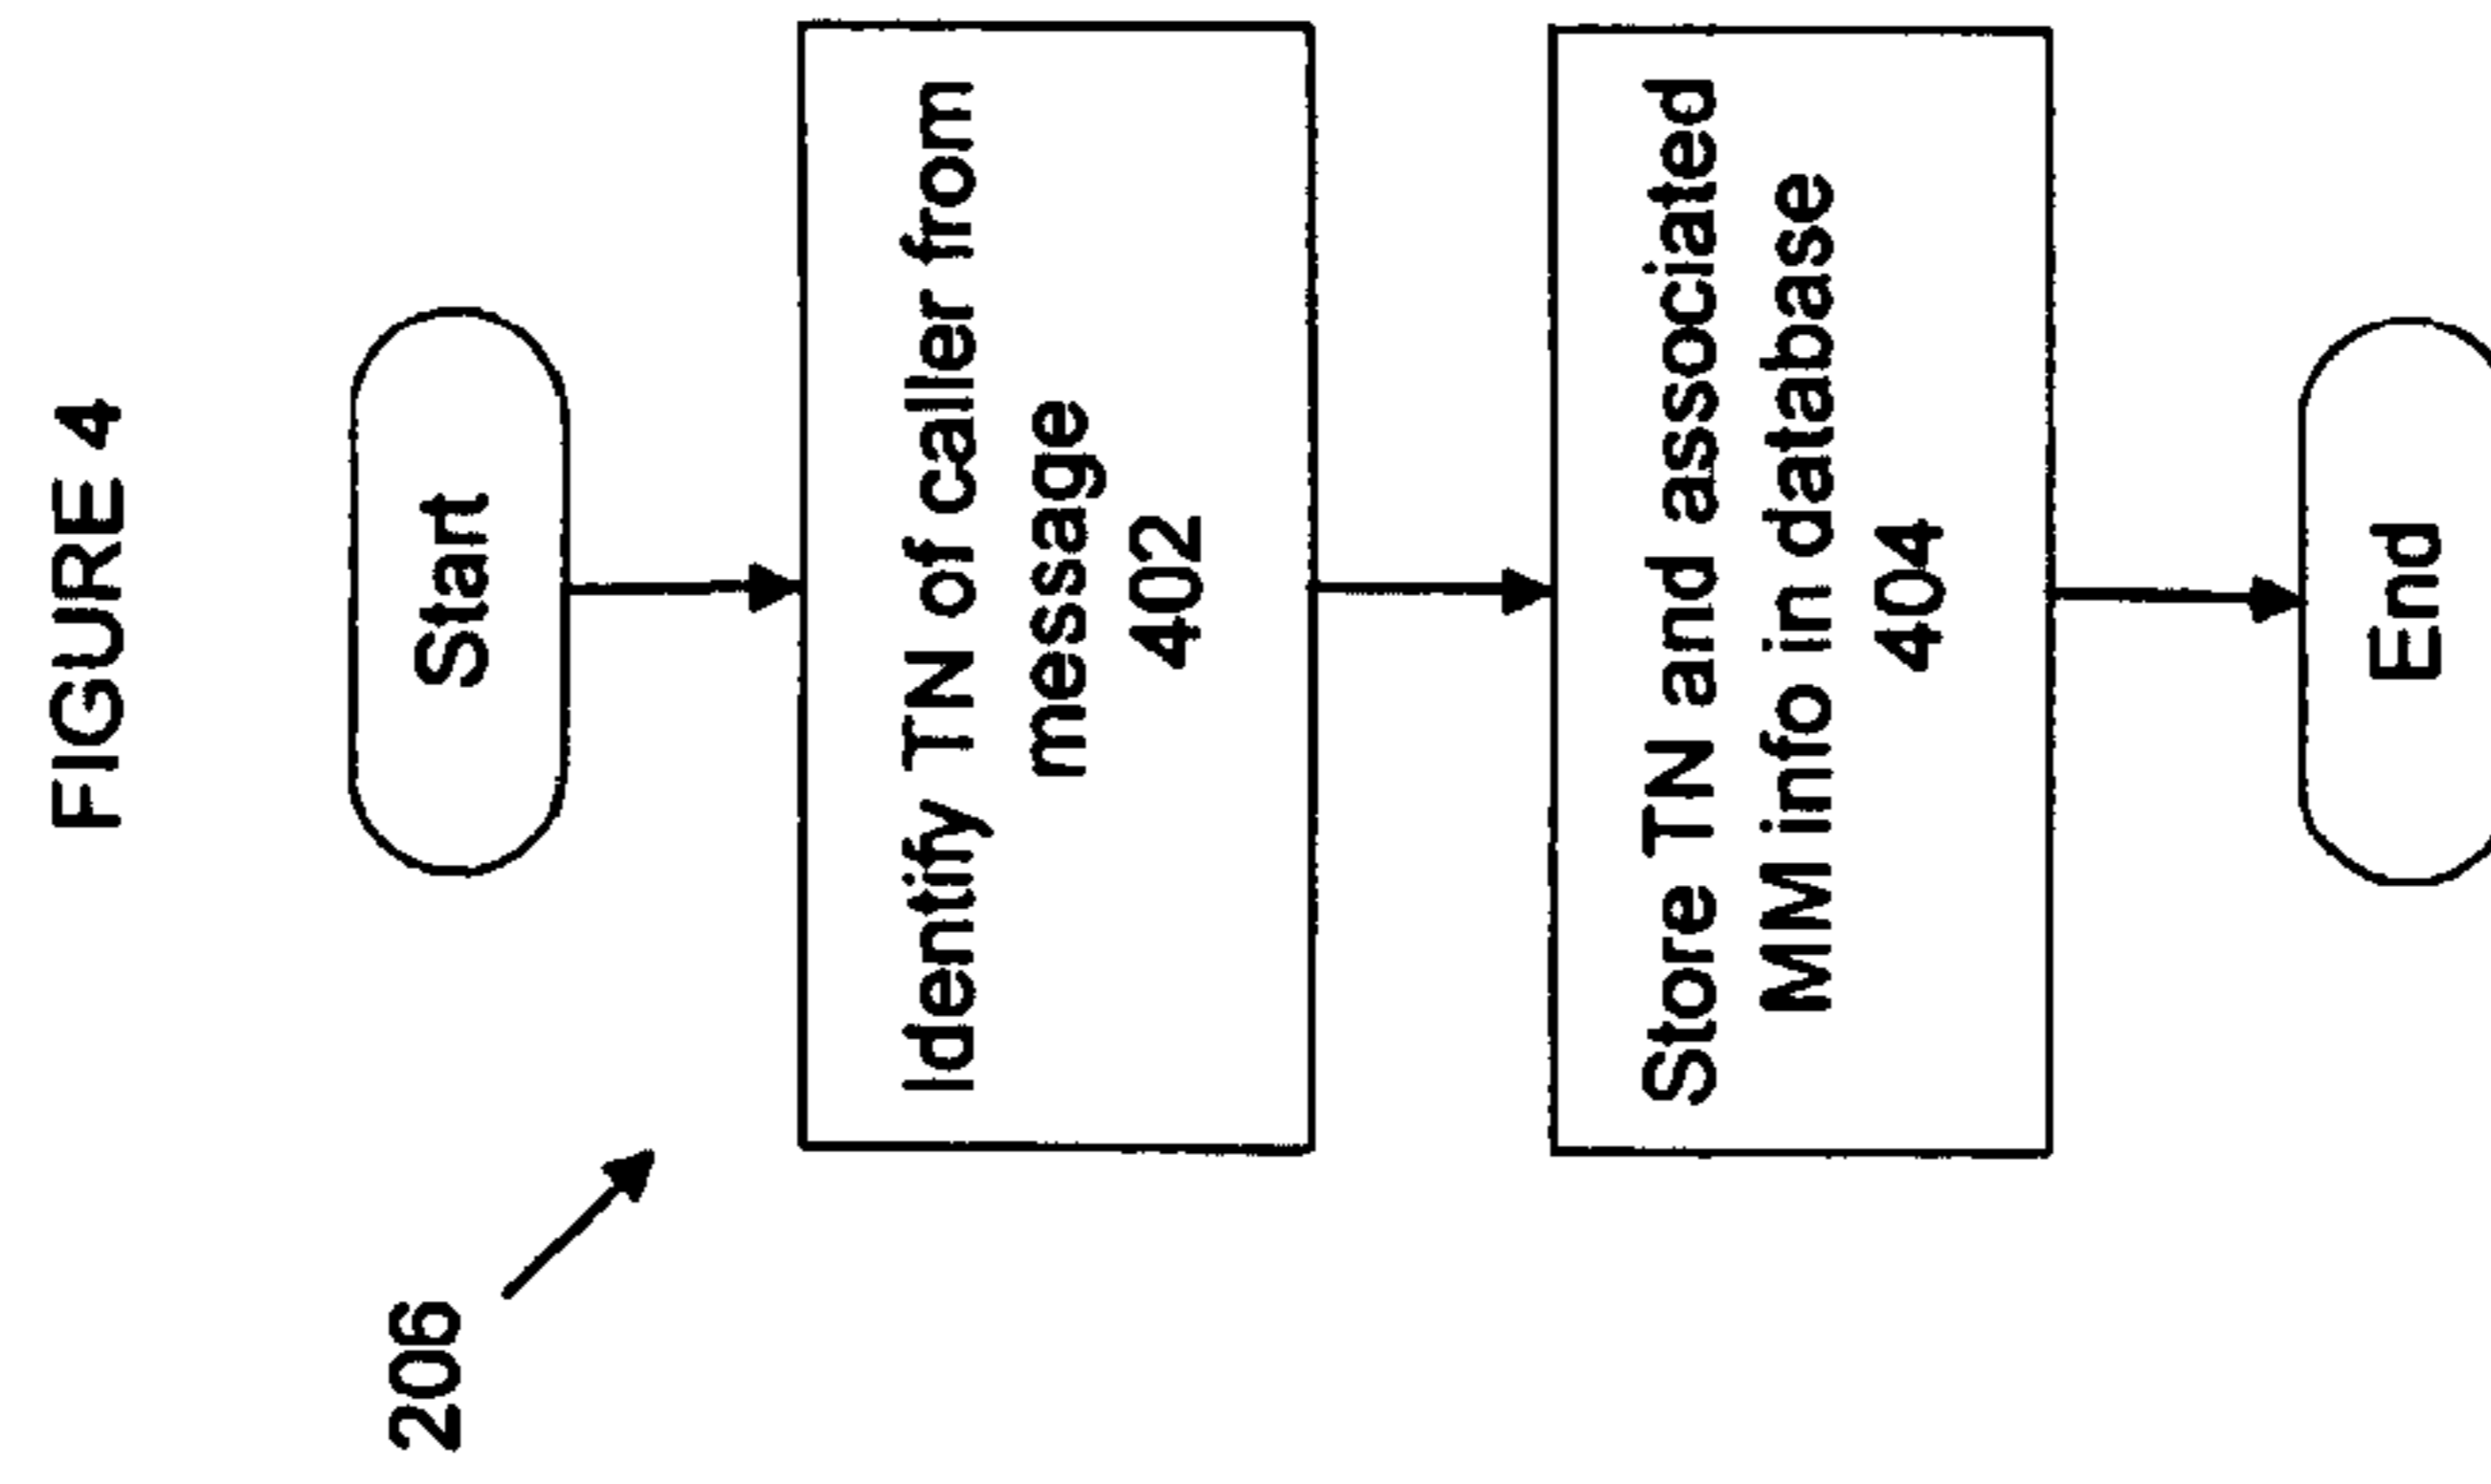 FIGURE 4
206
Start
Identify TN of caller from
message
402
Store TN and associated
MM info in database
404
End